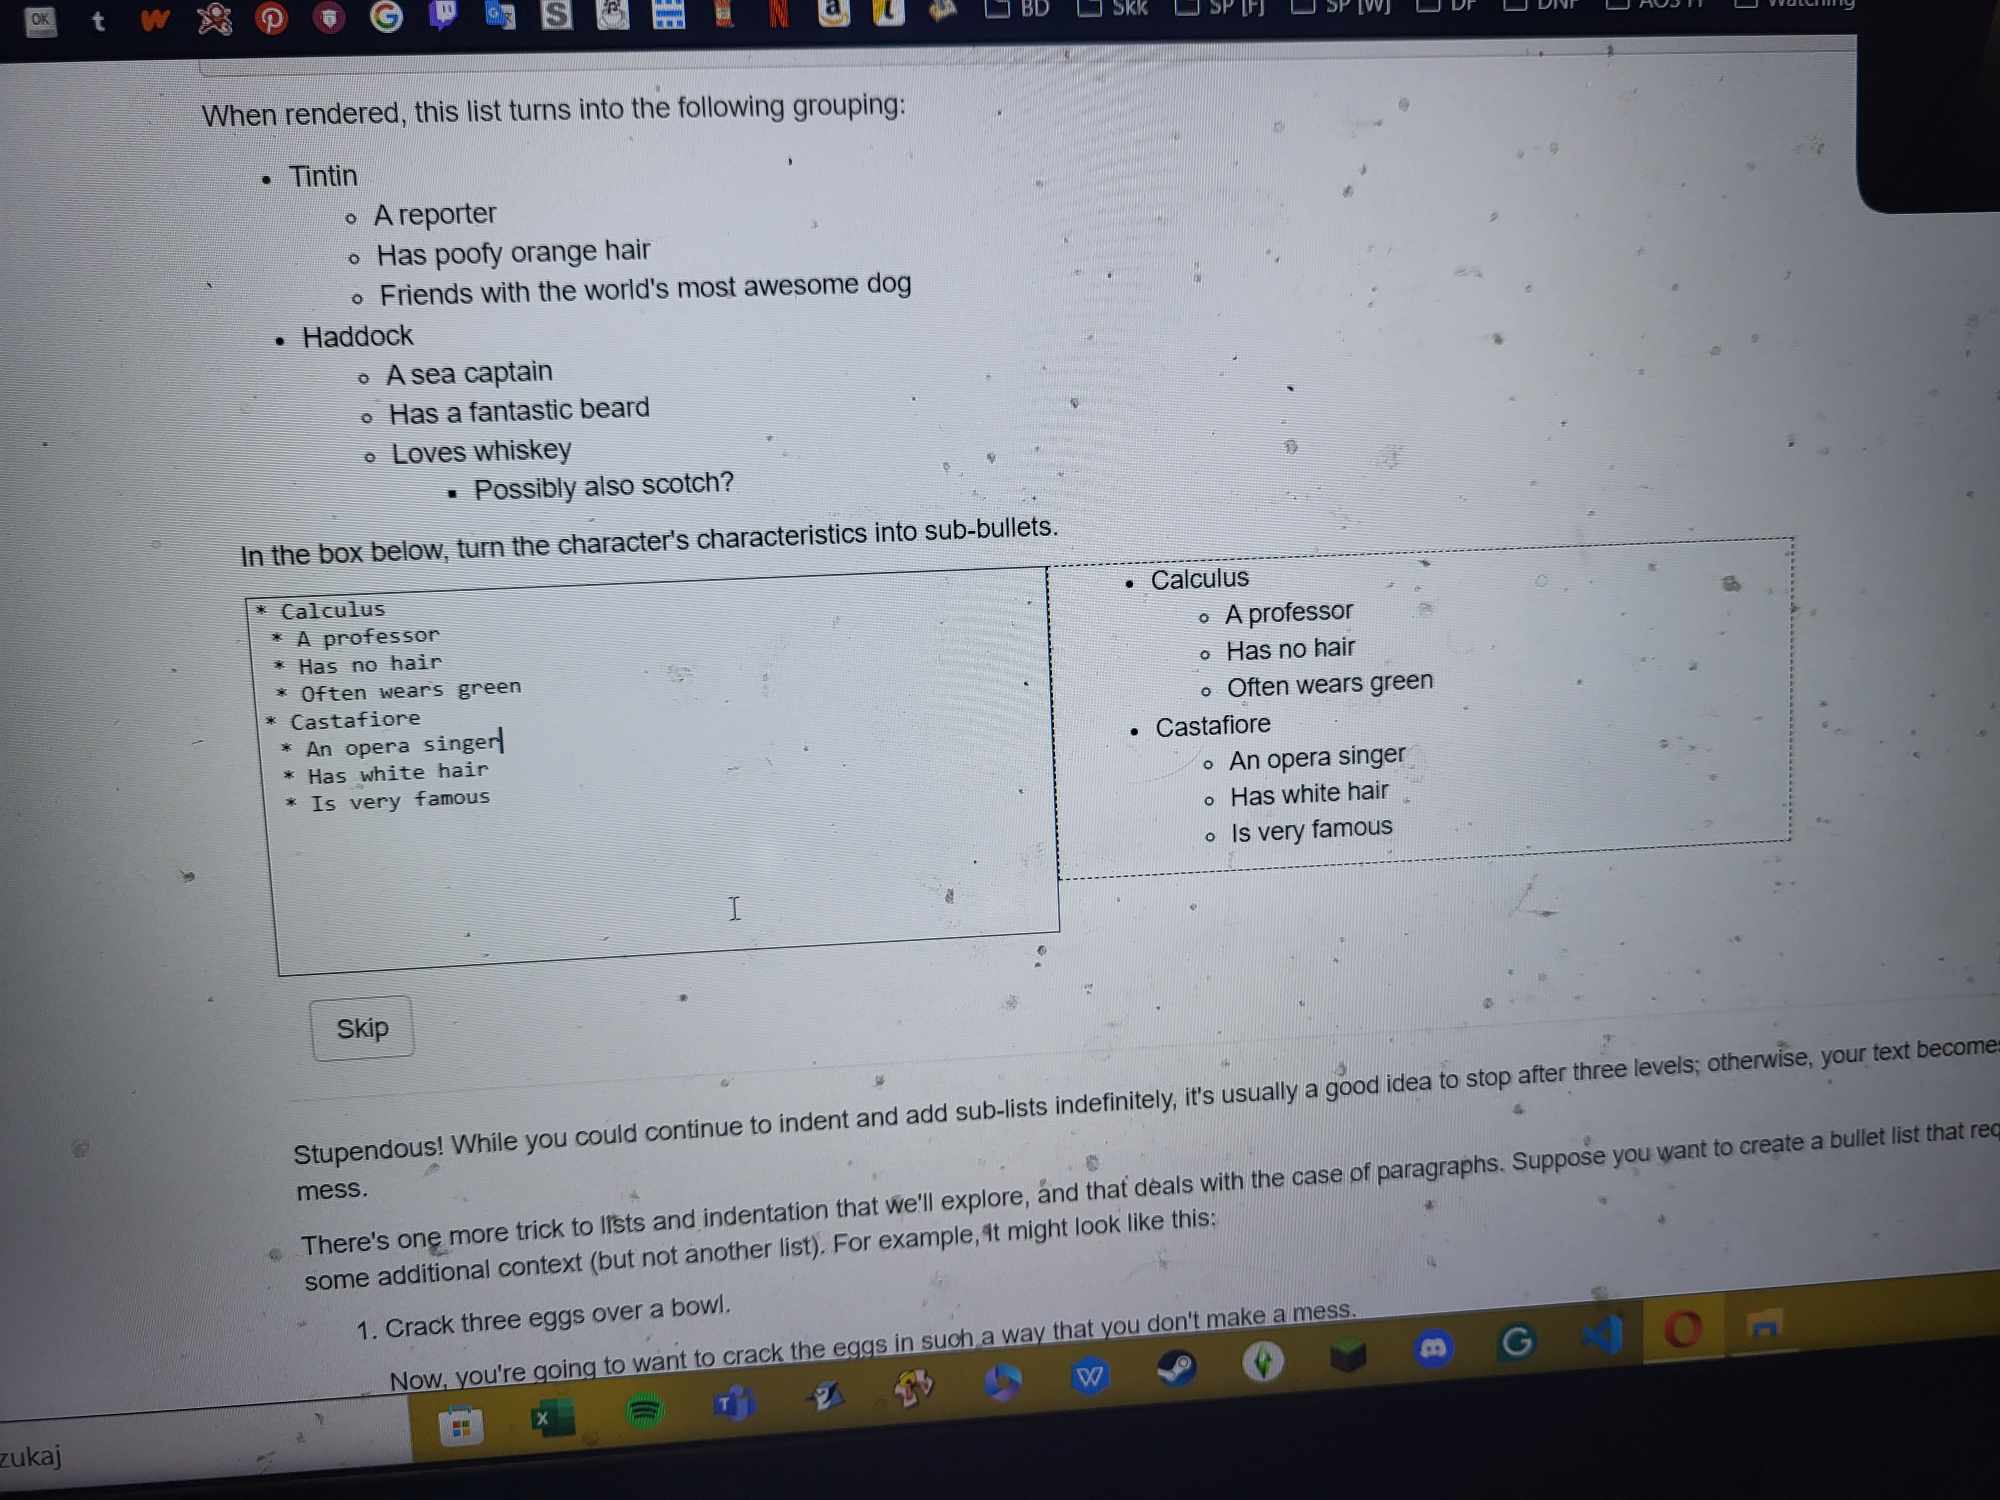 OK
BD
Skk
SP [F]
SP [W]
DF
DNF
Watching
When rendered, this list turns into the following grouping:
• Tintin
A reporter
Has poofy orange hair
Friends with the world's most awesome dog
• Haddock
A sea captain
Has a fantastic beard
Loves whiskey
Possibly also scotch?
In the box below, turn the character's characteristics into sub-bullets.
* Calculus
* A professor
* Has no hair
* Often wears green
* Castafiore
* An opera singer
* Has white hair
* Is very famous
• Calculus
A professor
Has no hair
Often wears green
• Castafiore
An opera singer
Has white hair
Is very famous
Skip
Stupendous! While you could continue to indent and add sub-lists indefinitely, it's usually a good idea to stop after three levels; otherwise, your text becomes
mess.
There's one more trick to lists and indentation that we'll explore, and that deals with the case of paragraphs. Suppose you want to create a bullet list that req
some additional context (but not another list). For example, it might look like this:
1. Crack three eggs over a bowl.
Now, you're going to want to crack the eggs in such a way that you don't make a mess.
zukaj